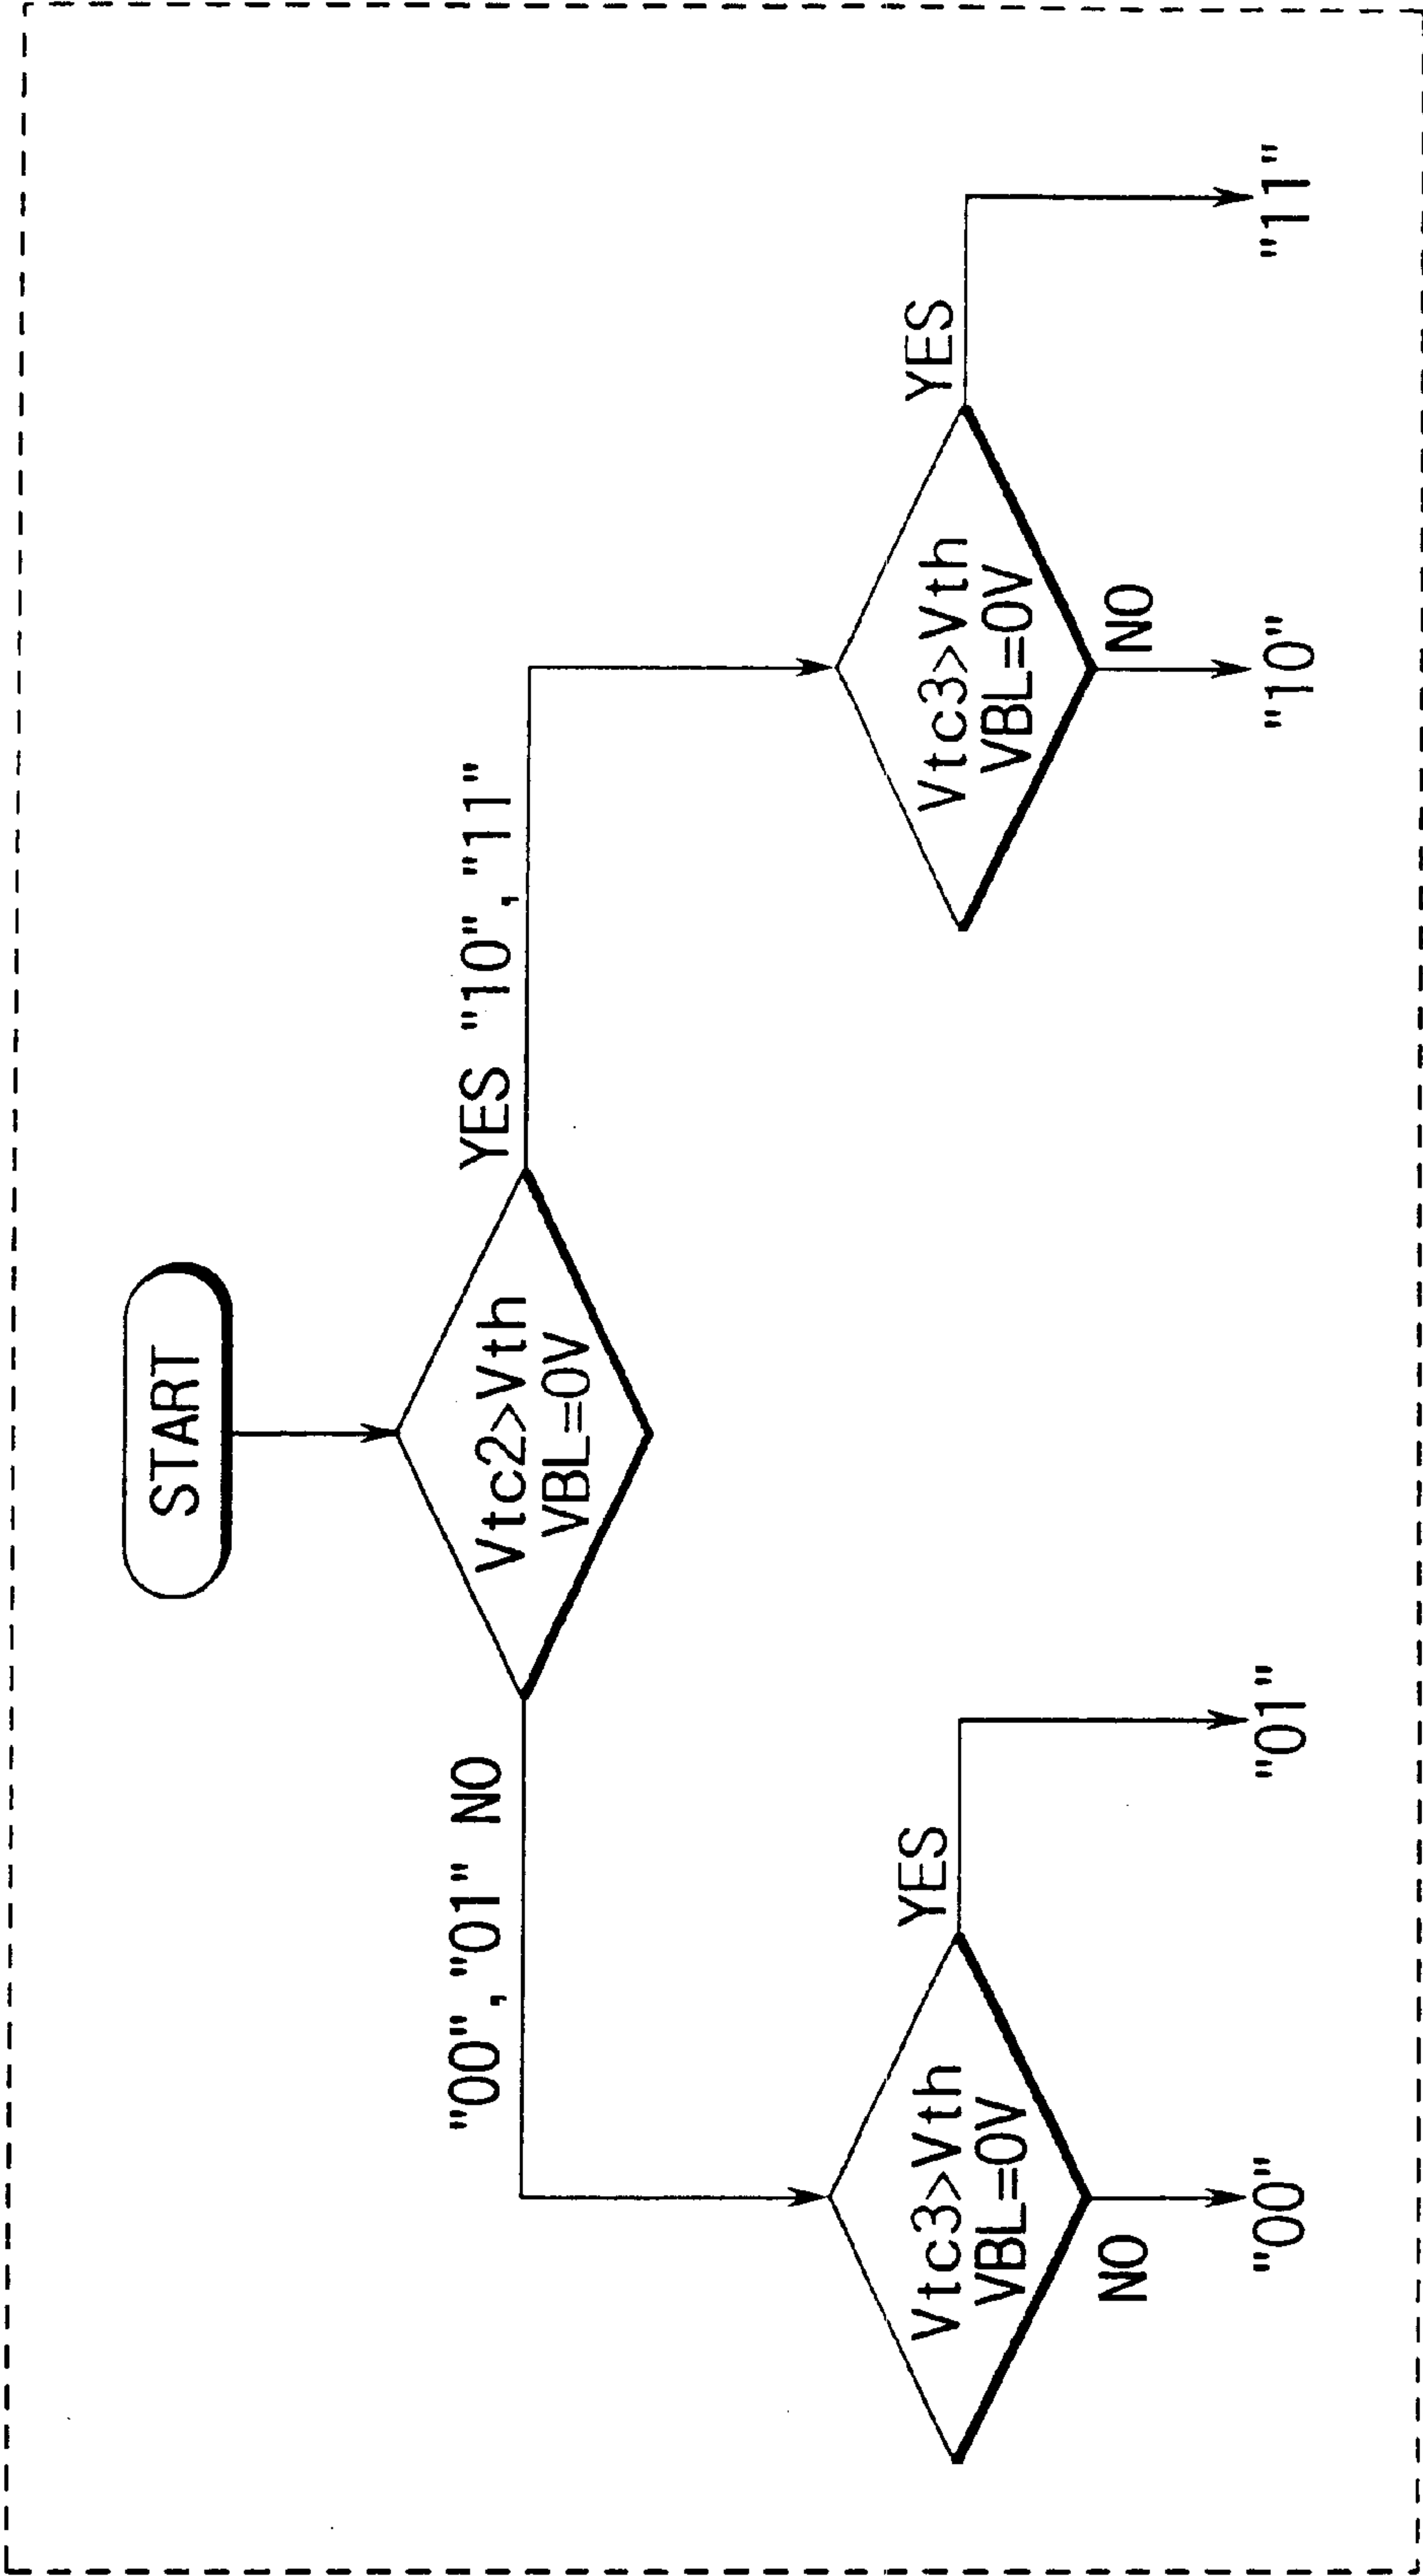 START
Vtc2>Vth
VBL=0V
"00","01" NO
YES "10","11"
Vtc3>Vth
VBL=0V
YES
NO
"00"
"01"
Vtc3>Vth
VBL=0V
YES
NO
"10"
"11"